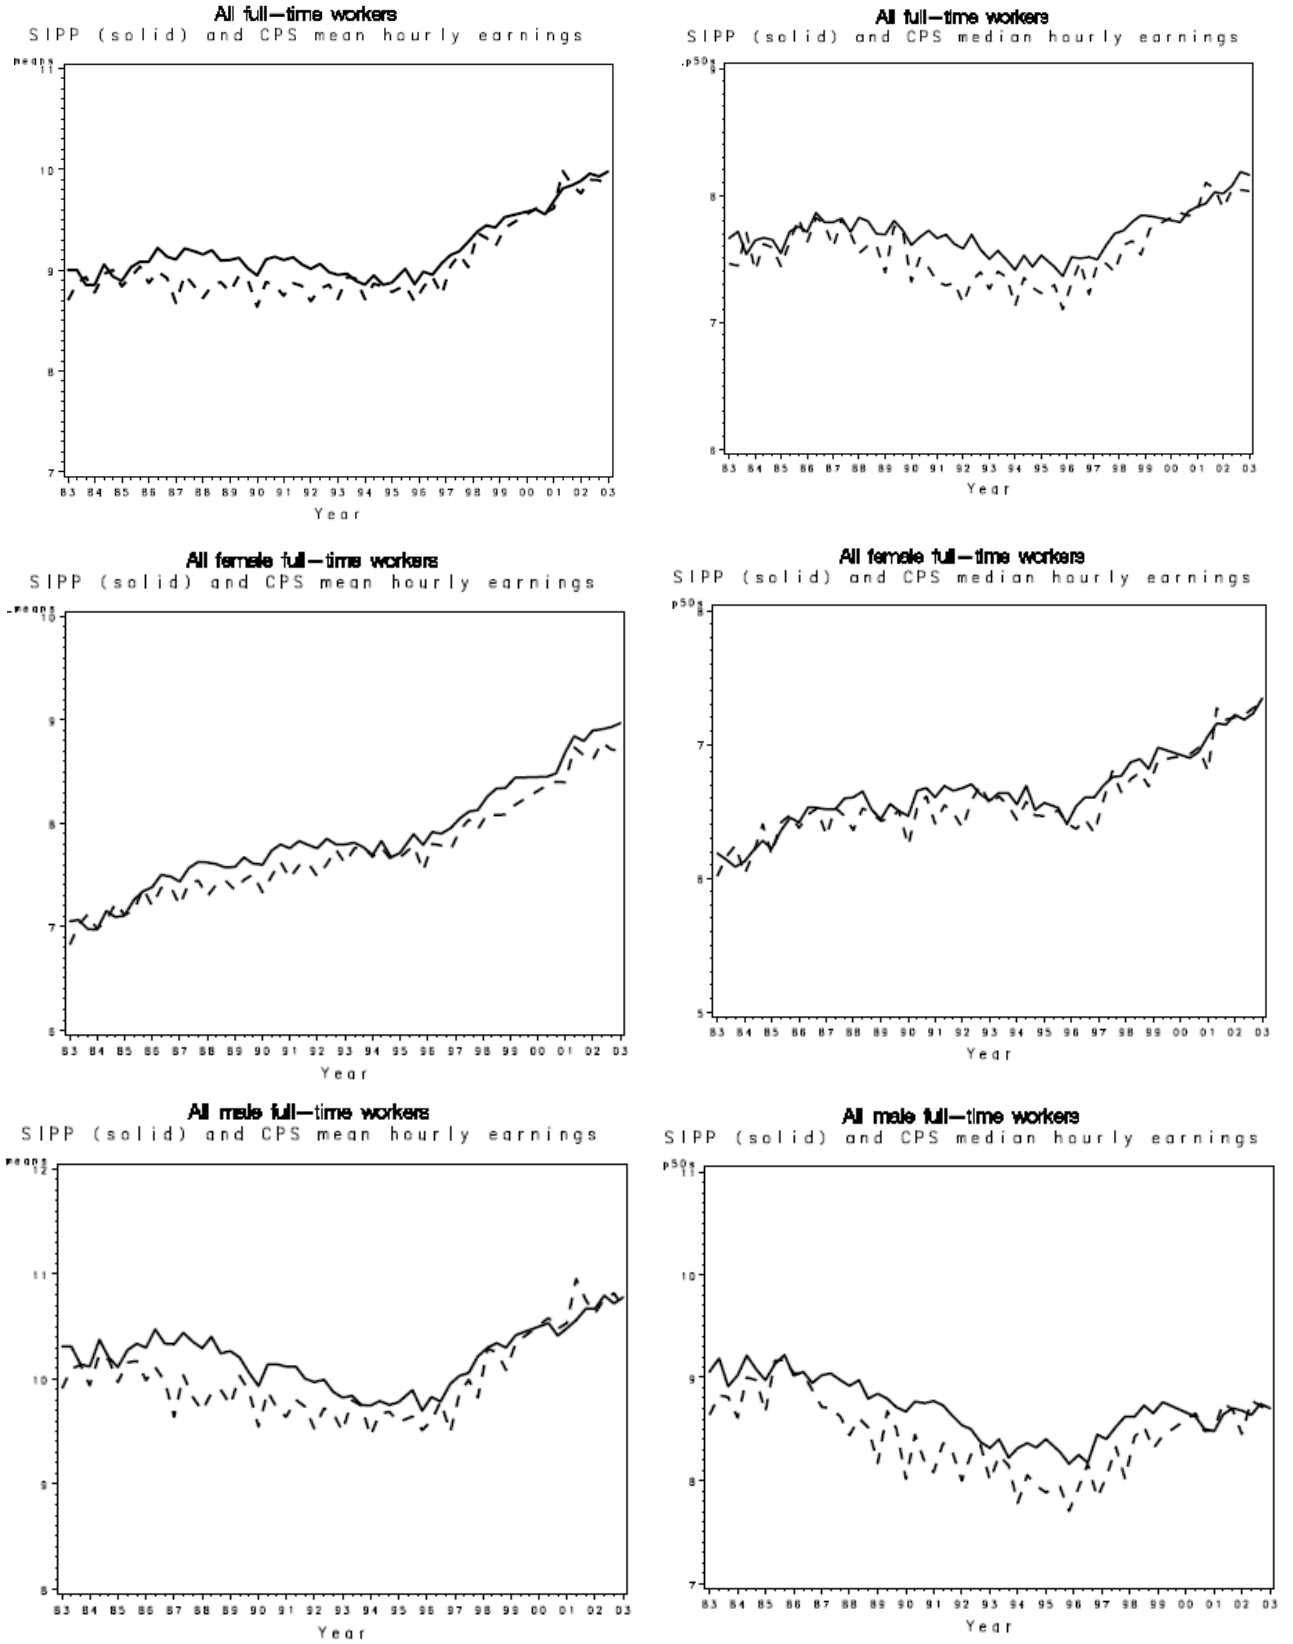 All full-time workers
SIPP (solid) and CPS mean hourly earnings
means
11
10
9
8
7
83 84 85 86 87 88 89 90 91 92 93 94 95 96 97 98 99 00 01 02 03
Year
All full-time workers
SIPP (solid) and CPS median hourly earnings
p50s
9
8
7
6
83 84 85 86 87 88 89 90 91 92 93 94 95 96 97 98 99 00 01 02 03
Year
All female full-time workers
SIPP (solid) and CPS mean hourly earnings
means
10
9
8
7
6
83 84 85 86 87 88 89 90 91 92 93 94 95 96 97 98 99 00 01 02 03
Year
All female full-time workers
SIPP (solid) and CPS median hourly earnings
p50s
8
7
6
5
83 84 85 86 87 88 89 90 91 92 93 94 95 96 97 98 99 00 01 02 03
Year
All male full-time workers
SIPP (solid) and CPS mean hourly earnings
means
12
11
10
9
8
83 84 85 86 87 88 89 90 91 92 93 94 95 96 97 98 99 00 01 02 03
Year
All male full-time workers
SIPP (solid) and CPS median hourly earnings
p50s
11
10
9
8
7
83 84 85 86 87 88 89 90 91 92 93 94 95 96 97 98 99 00 01 02 03
Year